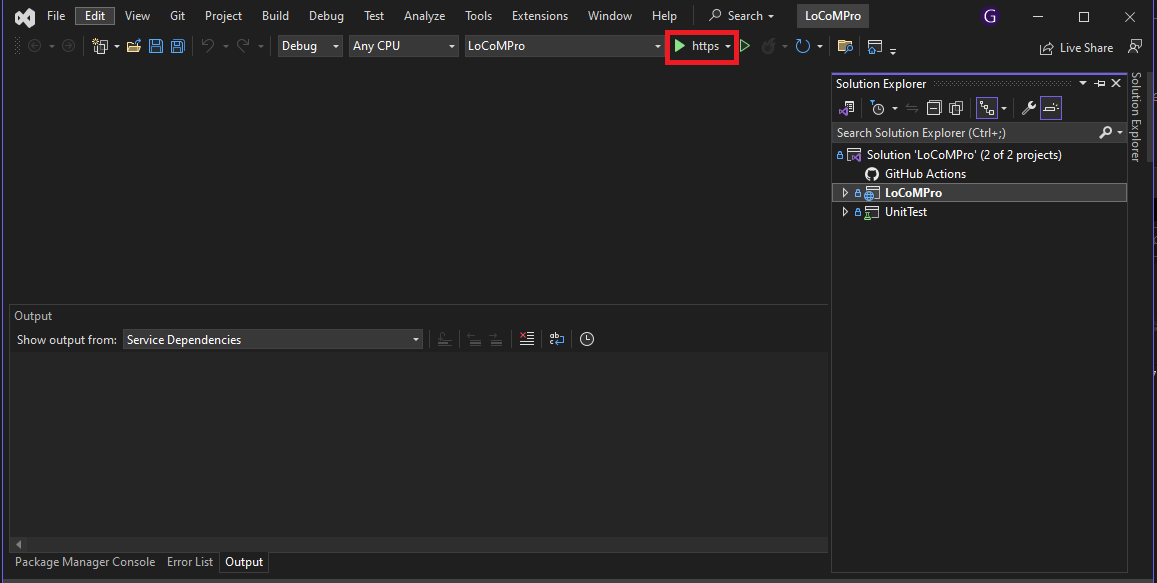 File Edit View Git Project Build Debug Test Analyze Tools Extensions Window Help Search LoCoMPro G
Debug Any CPU LoCoMPro https Live Share
Solution Explorer
Search Solution Explorer (Ctrl+;)
Solution 'LoCoMPro' (2 of 2 projects)
GitHub Actions
LoCoMPro
UnitTest
Solution Explorer
Output
Show output from: Service Dependencies
Package Manager Console Error List Output